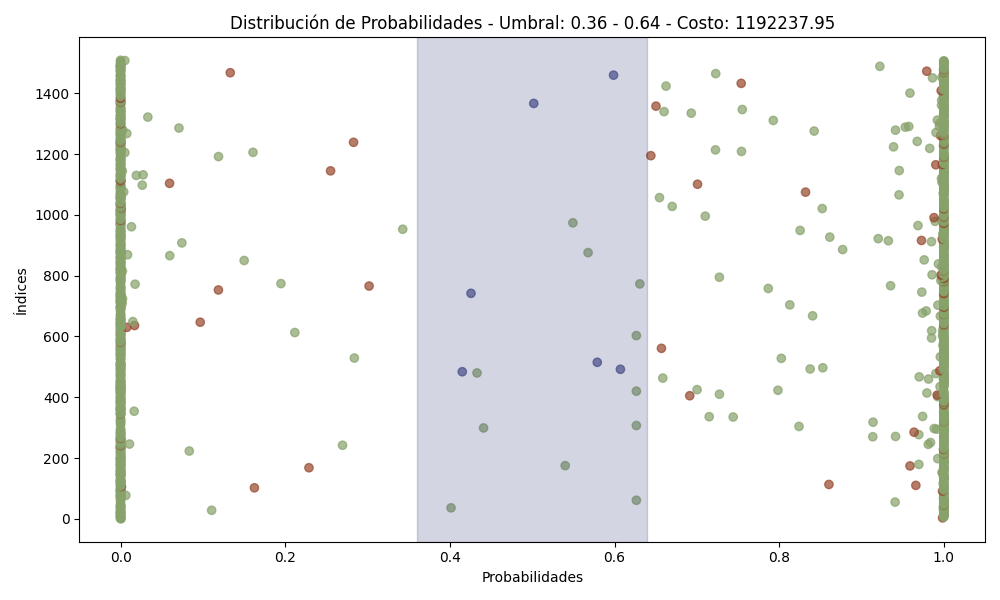 Distribución de Probabilidades - Umbral: 0.36 - 0.64 - Costo: 1192237.95
Índices
1400
1200
1000
800
600
400
200
0
0.0 0.2 0.4 0.6 0.8 1.0
Probabilidades